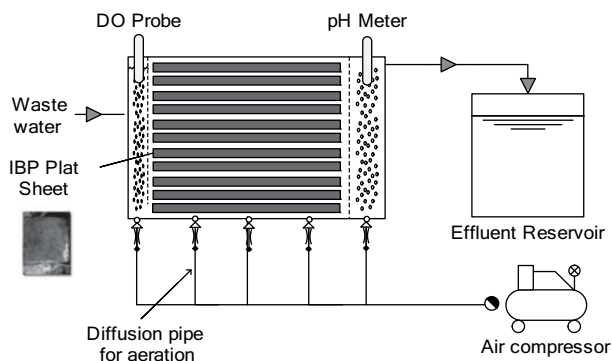 DO Probe
pH Meter
Waste
water
IBP Plat
Sheet
Effluent Reservoir
Diffusion pipe
for aeration
Air compressor